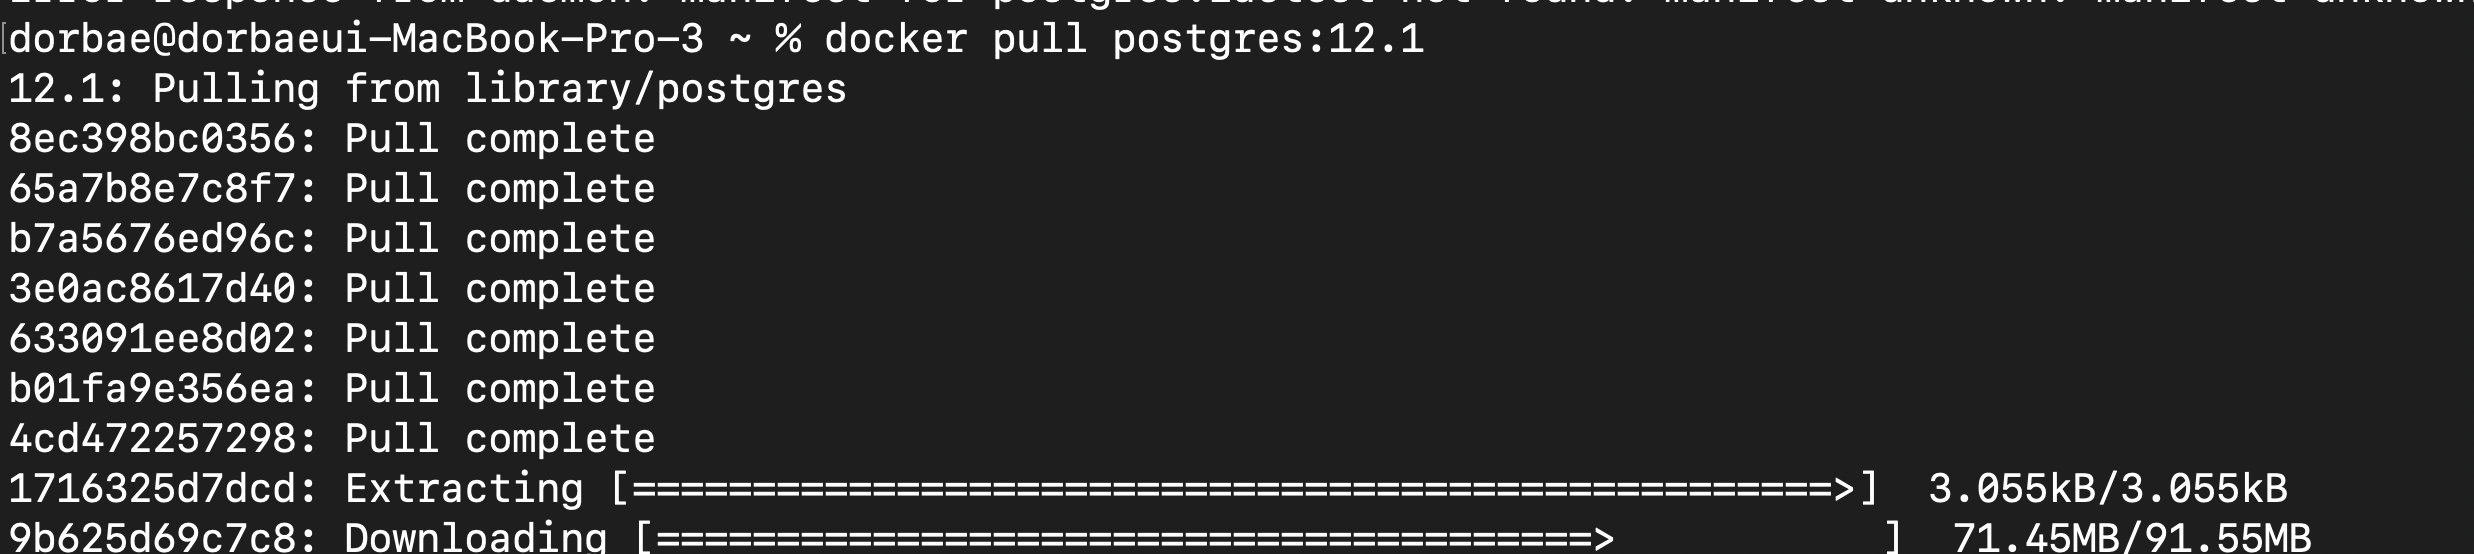 dorbae@dorbaeui-MacBook-Pro-3 ~ % docker pull postgres:12.1
12.1: Pulling from library/postgres
8ec398bc0356: Pull complete
65a7b8e7c8f7: Pull complete
b7a5676ed96c: Pull complete
3e0ac8617d40: Pull complete
633091ee8d02: Pull complete
b01fa9e356ea: Pull complete
4cd472257298: Pull complete
1716325d7dcd: Extracting [==================================================>]  3.055kB/3.055kB
9b625d69c7c8: Downloading [=======================================>           ]  71.45MB/91.55MB